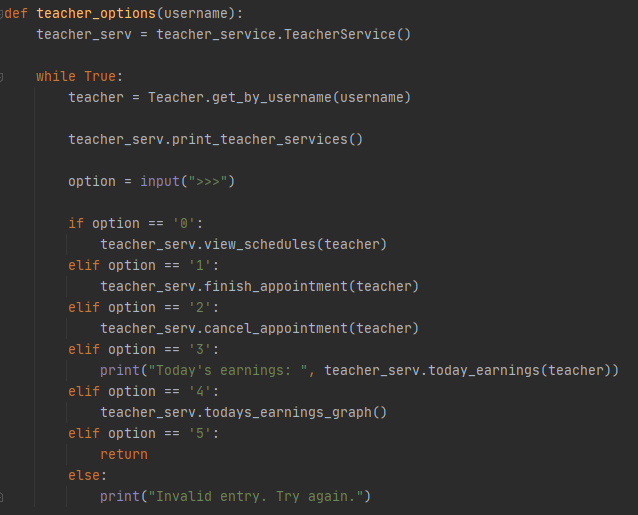 def teacher_options(username):
    teacher_serv = teacher_service.TeacherService()

    while True:
        teacher = Teacher.get_by_username(username)

        teacher_serv.print_teacher_services()

        option = input(">>>")

        if option == '0':
            teacher_serv.view_schedules(teacher)
        elif option == '1':
            teacher_serv.finish_appointment(teacher)
        elif option == '2':
            teacher_serv.cancel_appointment(teacher)
        elif option == '3':
            print("Today's earnings: ", teacher_serv.today_earnings(teacher))
        elif option == '4':
            teacher_serv.todays_earnings_graph()
        elif option == '5':
            return
        else:
            print("Invalid entry. Try again.")